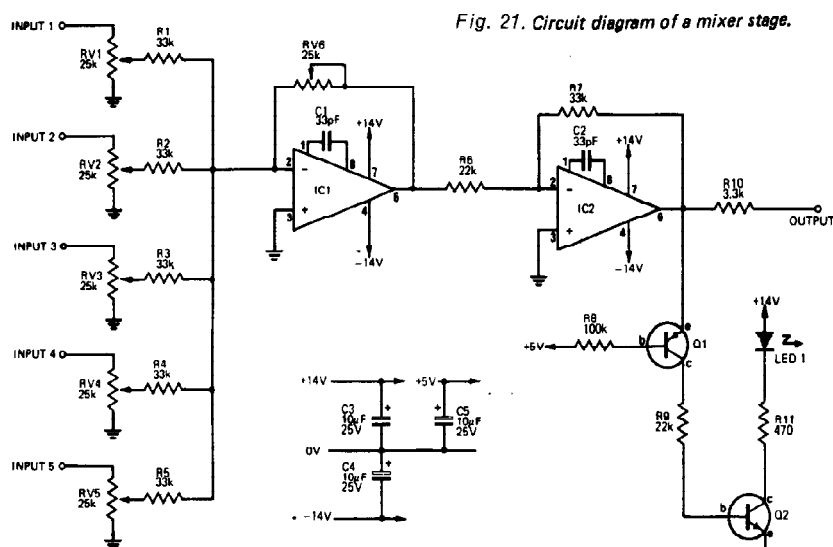 Fig. 21. Circuit diagram of a mixer stage.
INPUT 1
RV1
25k
R1
33k
INPUT 2
RV2
25k
R2
33k
INPUT 3
RV3
25k
R3
33k
INPUT 4
RV4
25k
R4
33k
INPUT 5
RV5
25k
R5
33k
RV6
25k
C1
33pF
+14V
1
8
7
2
−
IC1
+
3
4
6
−14V
R6
22k
R7
33k
C2
33pF
+14V
1
8
7
2
−
IC2
+
3
4
6
−14V
R10
3.3k
OUTPUT
+5V
R8
100k
b
e
Q1
c
+14V
LED 1
R9
22k
R11
470
b
c
Q2
e
+14V
+5V
C3
10µF
25V
+
C5
10µF
25V
+
0V
C4
10µF
25V
+
−14V